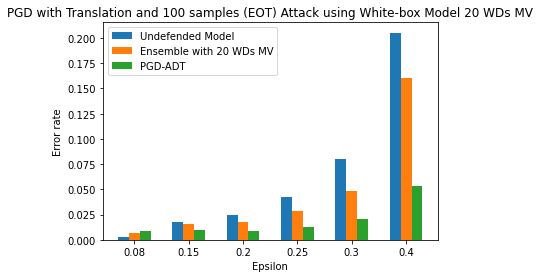 PGD with Translation and 100 samples (EOT) Attack using White-box Model 20 WDs MV
Undefended Model
Ensemble with 20 WDs MV
PGD-ADT
Error rate
0.200
0.175
0.150
0.125
0.100
0.075
0.050
0.025
0.000
0.08 0.15 0.2 0.25 0.3 0.4
Epsilon